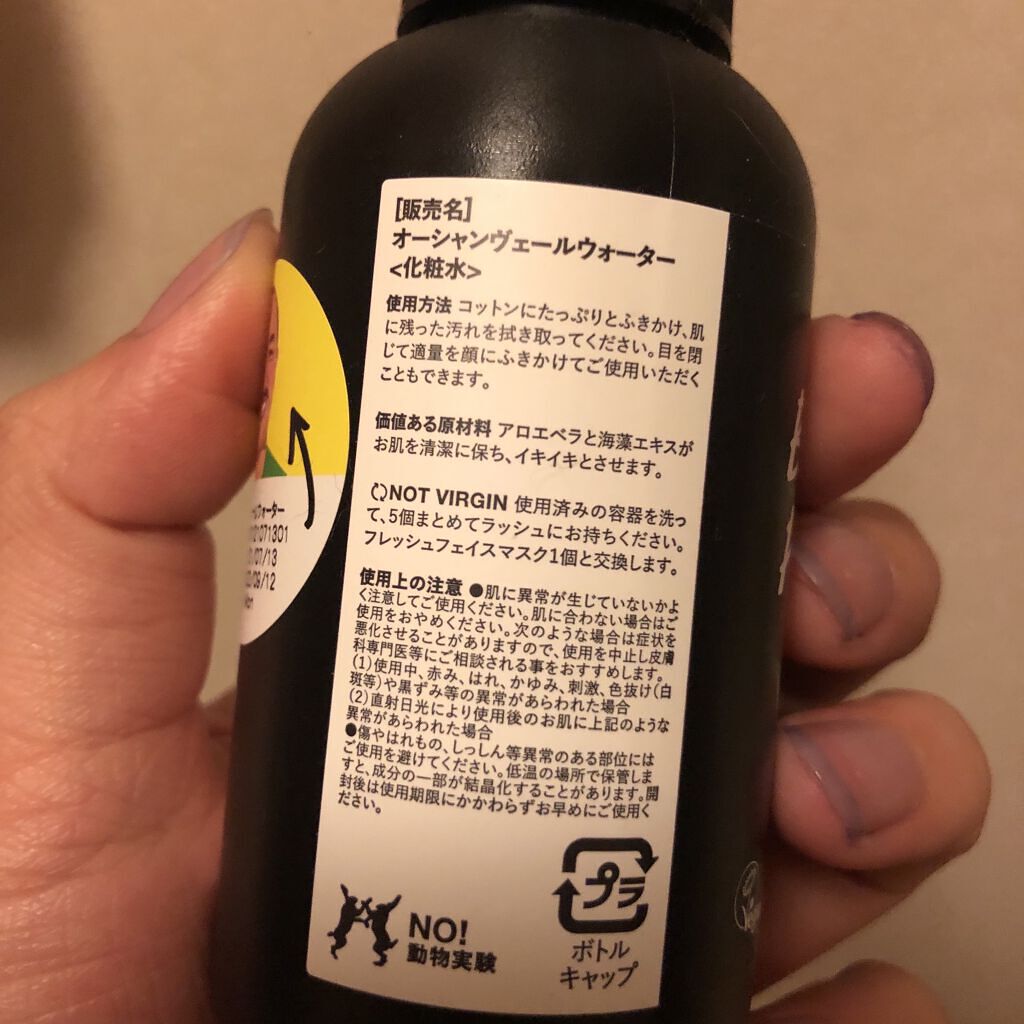 [販売名]
オーシャンヴェールウォーター
<化粧水>
使用方法 コットンにたっぷりとふきかけ、肌
に残った汚れを拭き取ってください。目を閉
じて適量を顔にふきかけてご使用いただく
こともできます。
価値ある原材料 アロエベラと海藻エキスが
お肌を清潔に保ち、イキイキとさせます。
NOT VIRGIN 使用済みの容器を洗っ
て、5個まとめてラッシュにお持ちください。
フレッシュフェイスマスク1個と交換します。
使用上の注意 ●肌に異常が生じていないかよ
く注意してご使用ください。肌に合わない場合はご
使用をおやめください。次のような場合は症状を
悪化させることがありますので、使用を中止し皮膚
科専門医等にご相談される事をおすすめします。
(1)使用中、赤み、はれ、かゆみ、刺激、色抜け(白
斑等)や黒ずみ等の異常があらわれた場合
(2)直射日光により使用後のお肌に上記のような
異常があらわれた場合
●傷やはれもの、しっしん等異常のある部位には
ご使用を避けてください。低温の場所で保管しま
すと、成分の一部が結晶化することがあります。開
封後は使用期限にかかわらずお早めにご使用く
ださい。
NO!
動物実験
プラ
ボトル
キャップ
ルウォーター
071301
/07/13
/09/12